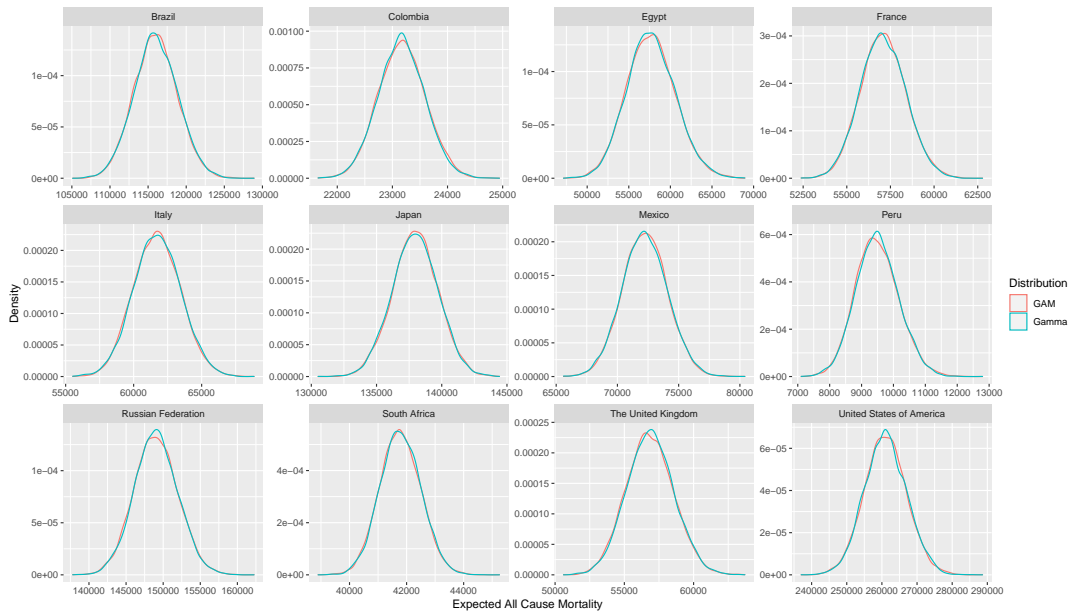 Brazil
Colombia
Egypt
France
1e−04
5e−05
0e+00
105000 110000 115000 120000 125000 130000
0.00100
0.00075
0.00050
0.00025
0.00000
22000 23000 24000 25000
1e−04
5e−05
0e+00
50000 55000 60000 65000 70000
3e−04
2e−04
1e−04
0e+00
52500 55000 57500 60000 62500
Italy
Japan
Mexico
Peru
0.00020
0.00015
0.00010
0.00005
0.00000
55000 60000 65000
0.00020
0.00015
0.00010
0.00005
0.00000
130000 135000 140000 145000
0.00020
0.00015
0.00010
0.00005
0.00000
65000 70000 75000 80000
6e−04
4e−04
2e−04
0e+00
7000 8000 9000 10000 11000 12000 13000
Russian Federation
South Africa
The United Kingdom
United States of America
1e−04
5e−05
0e+00
140000 145000 150000 155000 160000
4e−04
2e−04
0e+00
40000 42000 44000
0.00025
0.00020
0.00015
0.00010
0.00005
0.00000
50000 55000 60000
6e−05
4e−05
2e−05
0e+00
240000 250000 260000 270000 280000 290000
Density
Expected All Cause Mortality
Distribution
GAM
Gamma